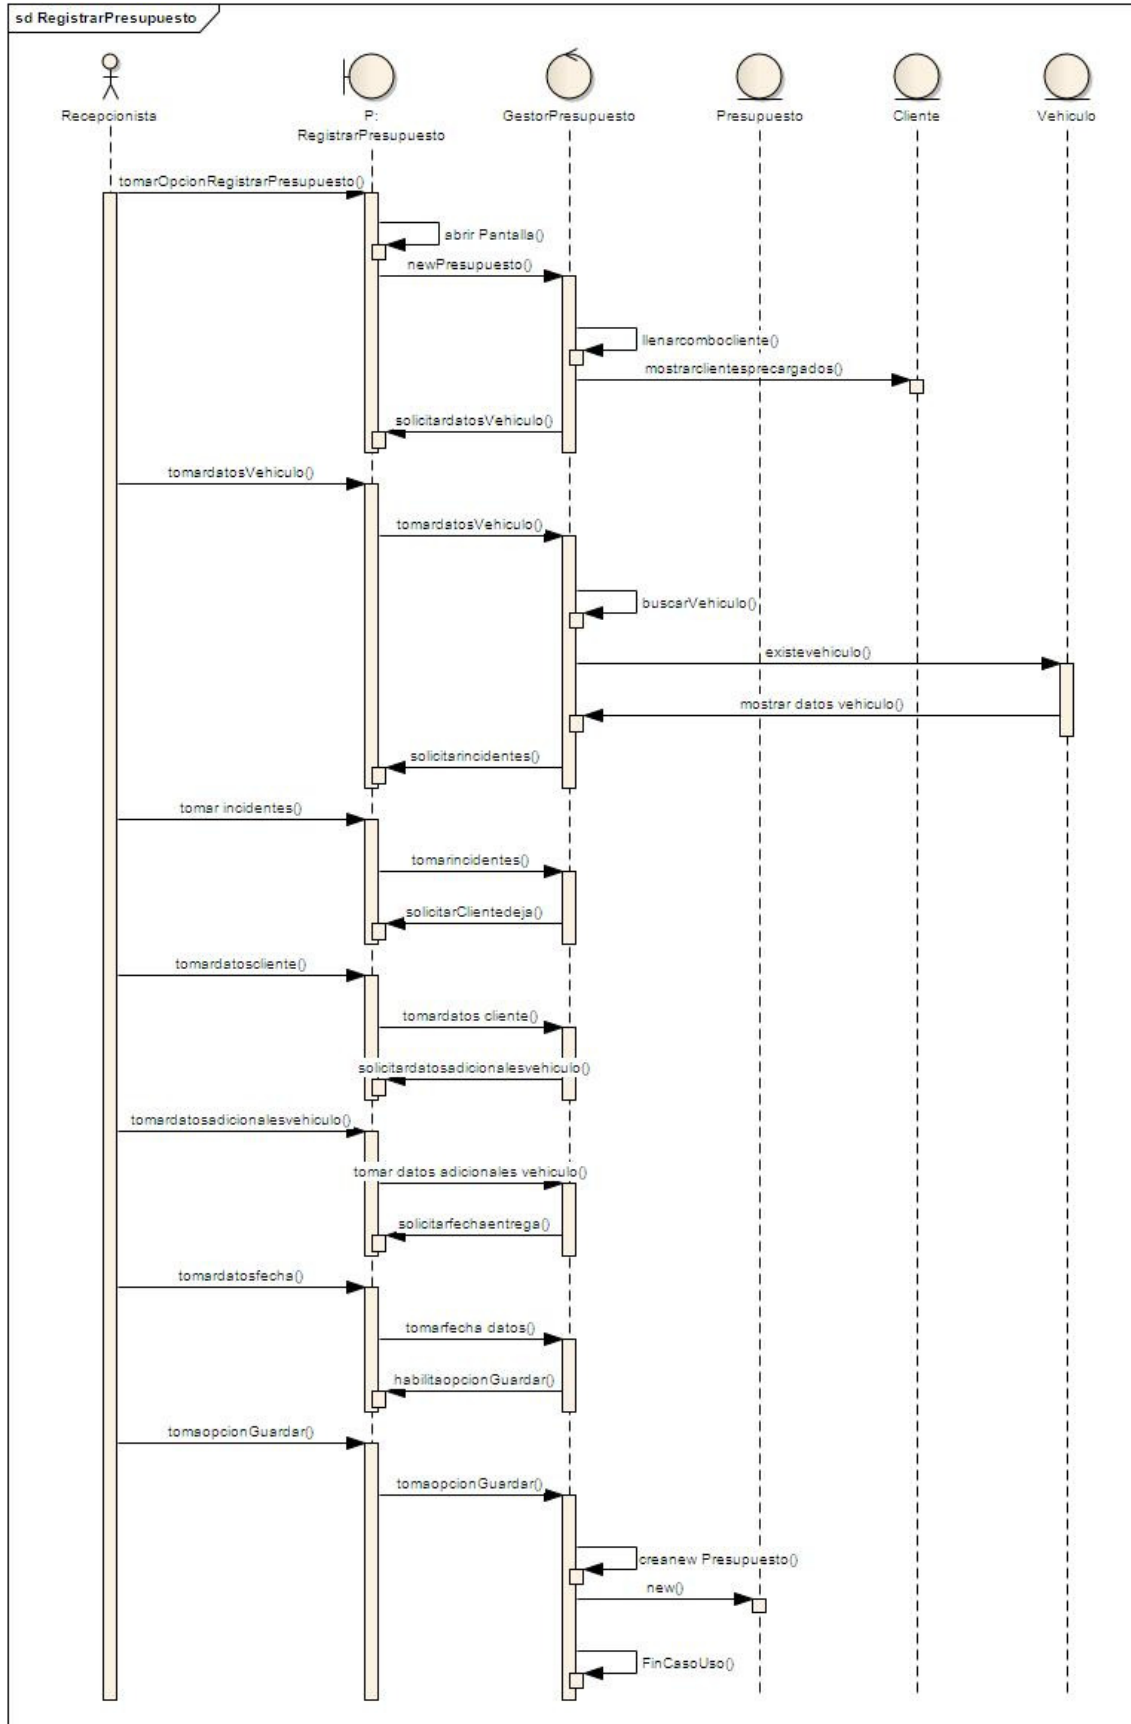 sd RegistrarPresupuesto
Recepcionista
P:
RegistrarPresupuesto
GestorPresupuesto
Presupuesto
Cliente
Vehiculo
tomarOpcionRegistrarPresupuesto()
abrir Pantalla()
newPresupuesto()
llenarcombocliente()
mostrarclientesprecargados()
solicitardatosVehiculo()
tomardatosVehiculo()
tomardatosVehiculo()
buscarVehiculo()
existevehiculo()
mostrar datos vehiculo()
solicitarincidentes()
tomar incidentes()
tomarincidentes()
solicitarClientedeja()
tomardatoscliente()
tomardatos cliente()
solicitardatosadicionalesvehiculo()
tomardatosadicionalesvehiculo()
tomar datos adicionales vehiculo()
solicitarfechaentrega()
tomardatosfecha()
tomarfecha datos()
habilitaopcionGuardar()
tomaopcionGuardar()
tomaopcionGuardar()
creanew Presupuesto()
new()
FinCasoUso()